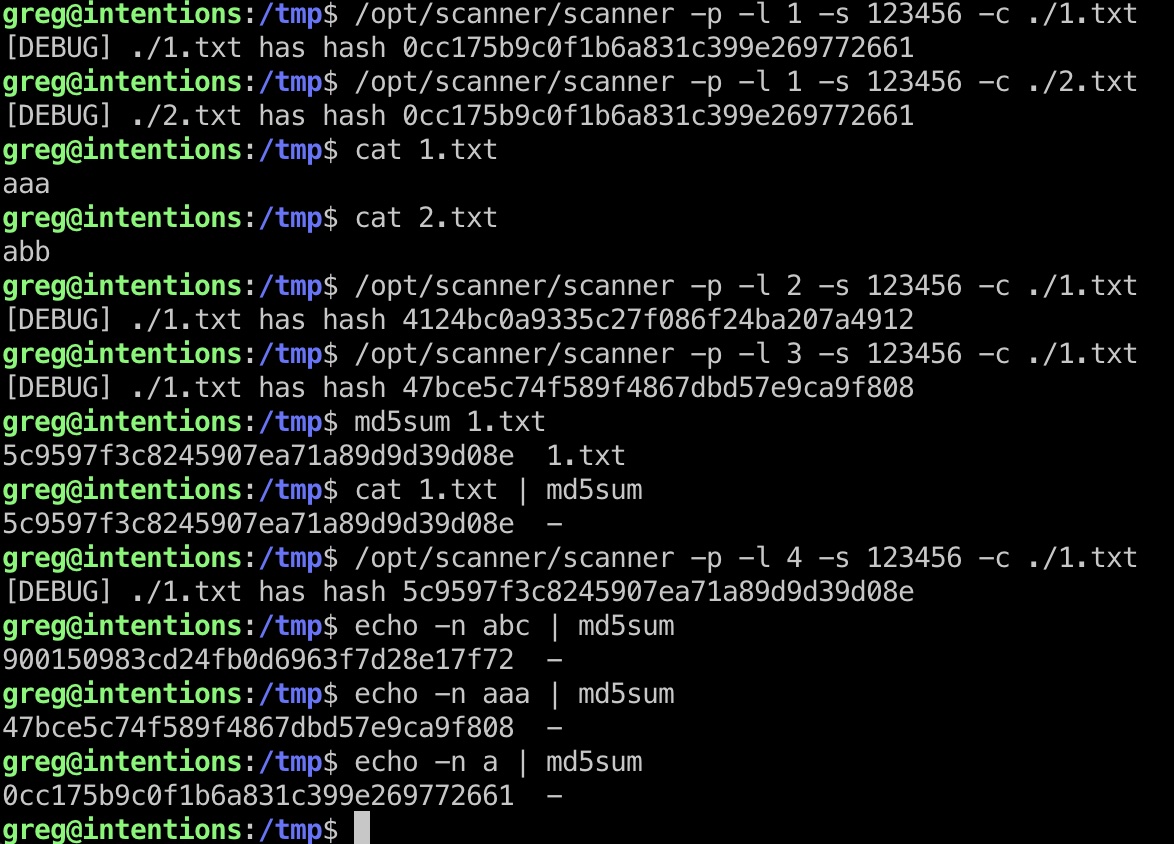 greg@intentions:/tmp$ /opt/scanner/scanner -p -l 1 -s 123456 -c ./1.txt
[DEBUG] ./1.txt has hash 0cc175b9c0f1b6a831c399e269772661
greg@intentions:/tmp$ /opt/scanner/scanner -p -l 1 -s 123456 -c ./2.txt
[DEBUG] ./2.txt has hash 0cc175b9c0f1b6a831c399e269772661
greg@intentions:/tmp$ cat 1.txt
aaa
greg@intentions:/tmp$ cat 2.txt
abb
greg@intentions:/tmp$ /opt/scanner/scanner -p -l 2 -s 123456 -c ./1.txt
[DEBUG] ./1.txt has hash 4124bc0a9335c27f086f24ba207a4912
greg@intentions:/tmp$ /opt/scanner/scanner -p -l 3 -s 123456 -c ./1.txt
[DEBUG] ./1.txt has hash 47bce5c74f589f4867dbd57e9ca9f808
greg@intentions:/tmp$ md5sum 1.txt
5c9597f3c8245907ea71a89d9d39d08e  1.txt
greg@intentions:/tmp$ cat 1.txt | md5sum
5c9597f3c8245907ea71a89d9d39d08e  -
greg@intentions:/tmp$ /opt/scanner/scanner -p -l 4 -s 123456 -c ./1.txt
[DEBUG] ./1.txt has hash 5c9597f3c8245907ea71a89d9d39d08e
greg@intentions:/tmp$ echo -n abc | md5sum
900150983cd24fb0d6963f7d28e17f72  -
greg@intentions:/tmp$ echo -n aaa | md5sum
47bce5c74f589f4867dbd57e9ca9f808  -
greg@intentions:/tmp$ echo -n a | md5sum
0cc175b9c0f1b6a831c399e269772661  -
greg@intentions:/tmp$